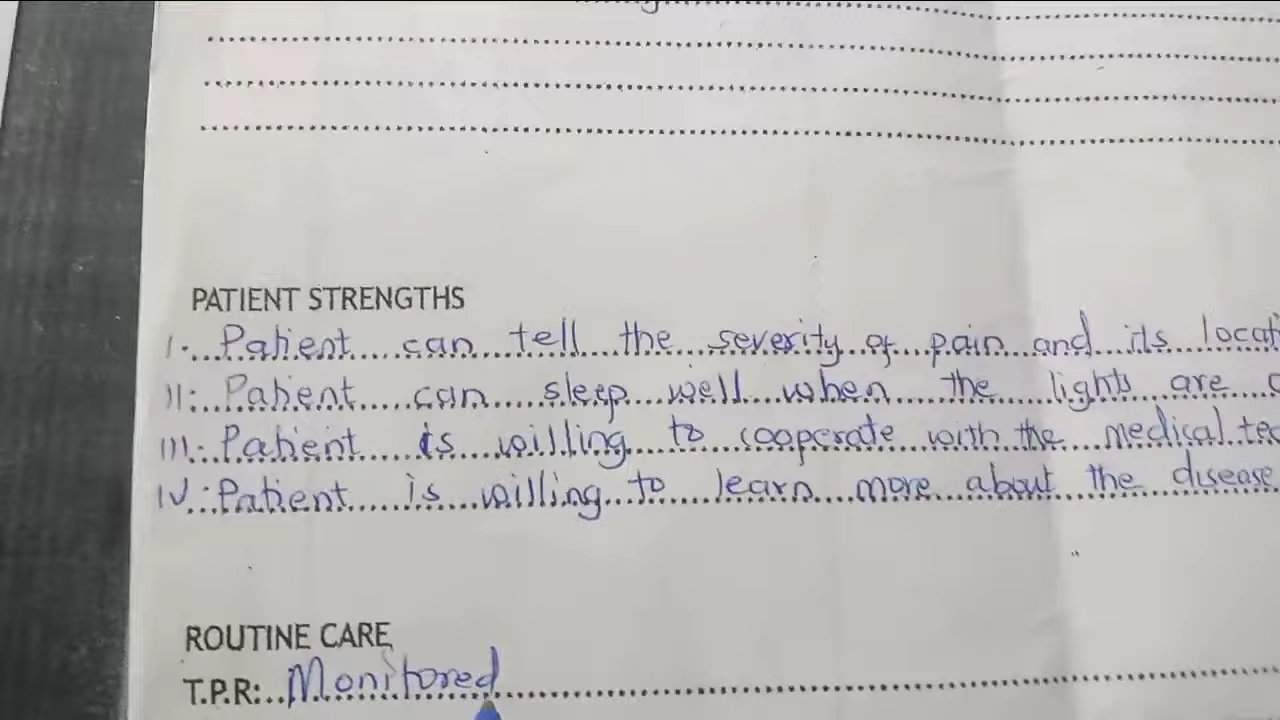 PATIENT STRENGTHS
I. Patient can tell the severity of pain and its locat
II. Patient can sleep well when the lights are
III. Patient is willing to cooperate with the medical tea
IV. Patient is willing to learn more about the disease
ROUTINE CARE
T.P.R: Monitored